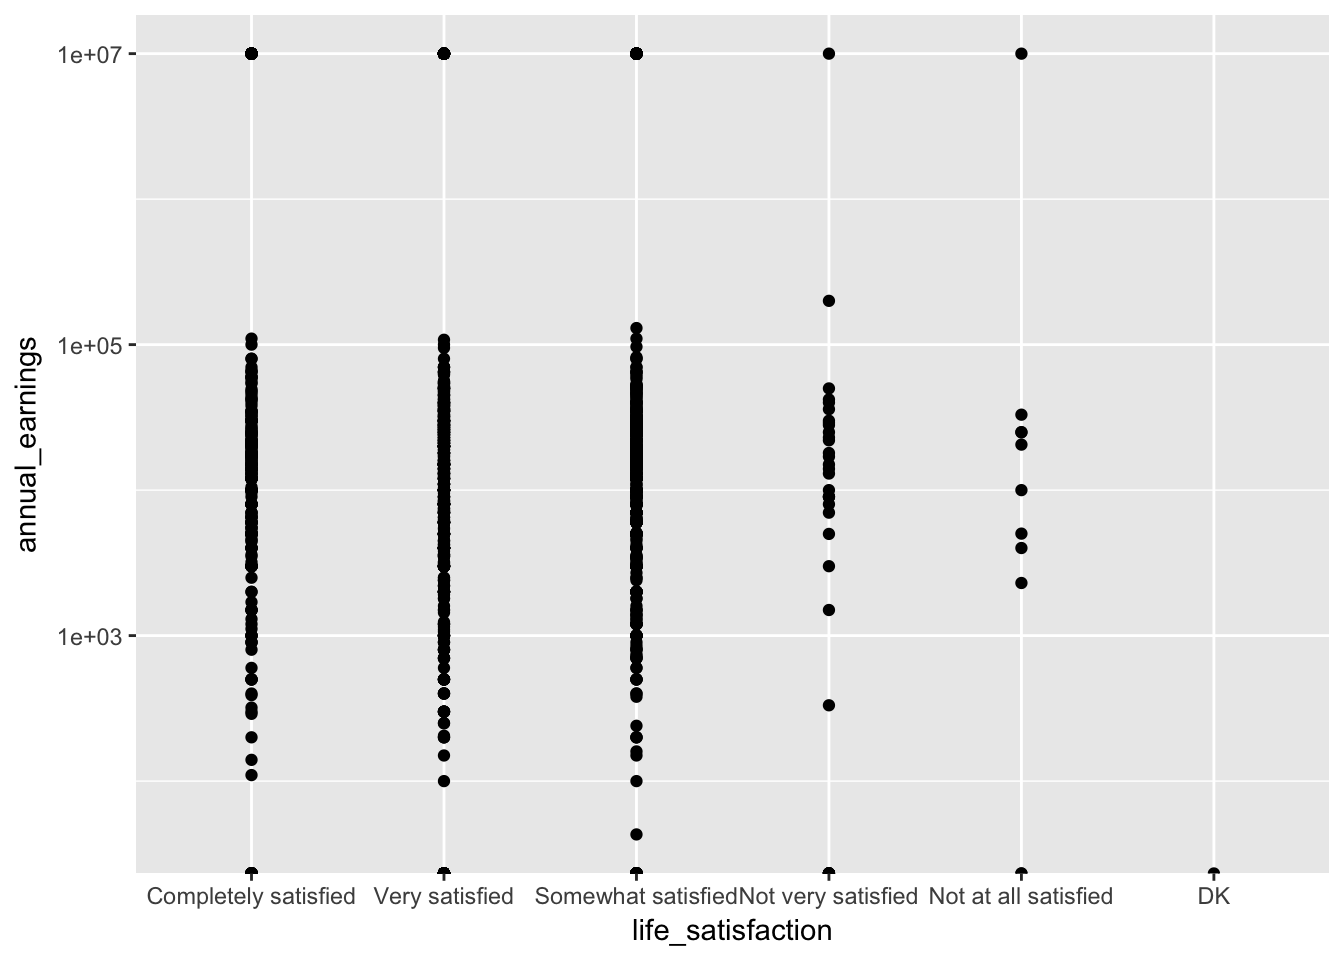 1e+07
1e+05
1e+03
annual_earnings
Completely satisfied Very satisfied Somewhat satisfied Not very satisfied Not at all satisfied DK
life_satisfaction